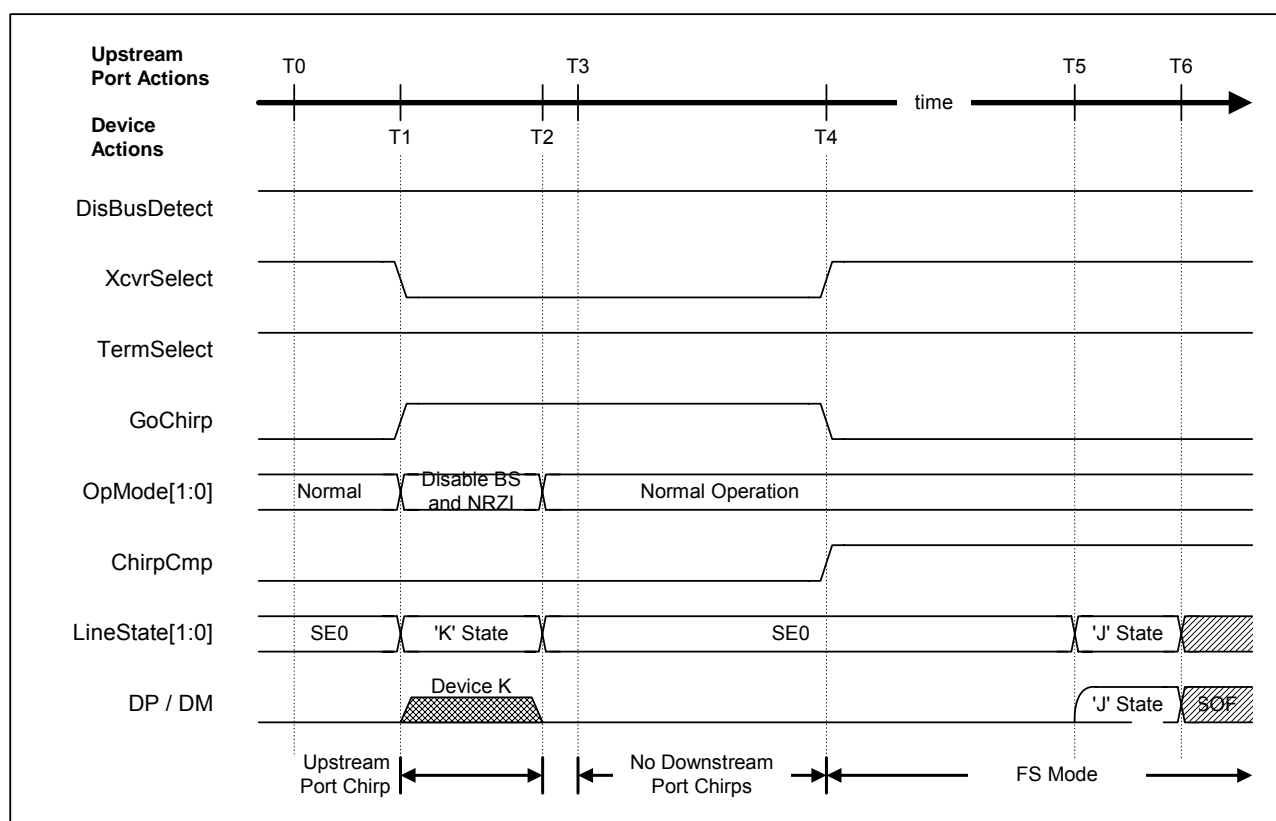 Upstream
Port Actions
T0
T3
T5
T6
time
Device
Actions
T1
T2
T4
DisBusDetect
XcvrSelect
TermSelect
GoChirp
OpMode[1:0]
Normal
Disable BS
and NRZI
Normal Operation
ChirpCmp
LineState[1:0]
SE0
'K' State
SE0
'J' State
DP / DM
Device K
'J' State
SOF
Upstream
Port Chirp
No Downstream
Port Chirps
FS Mode